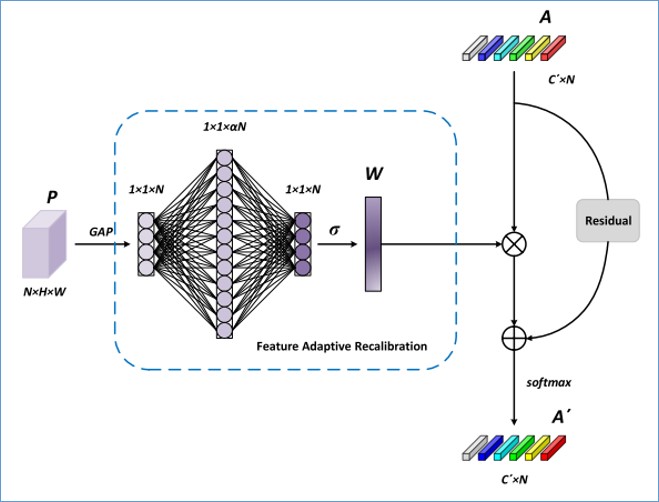 A
C´×N
1×1×αN
1×1×N
1×1×N
P
W
GAP
σ
Residual
N×H×W
Feature Adaptive Recalibration
softmax
A´
C´×N